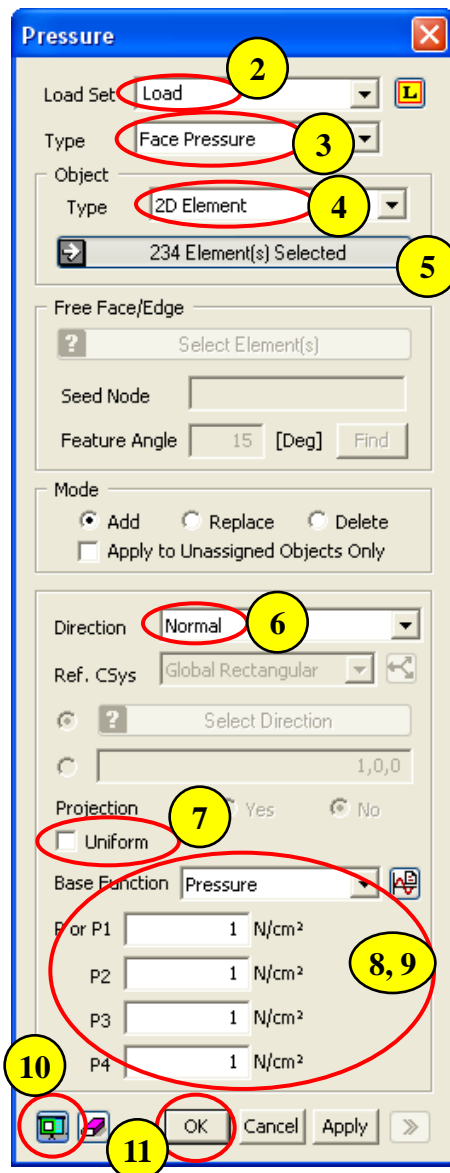 Pressure
2
Load Set Load L
Type Face Pressure 3
Object
Type 2D Element 4
234 Element(s) Selected 5
Free Face/Edge
? Select Element(s)
Seed Node
Feature Angle 15 [Deg] Find
Mode
Add Replace Delete
Apply to Unassigned Objects Only
Direction Normal 6
Ref. CSys Global Rectangular
? Select Direction
1,0,0
Projection Yes No
7
Uniform
Base Function Pressure
P or P1 1 N/cm²
8, 9
P2 1 N/cm²
P3 1 N/cm²
P4 1 N/cm²
10
OK Cancel Apply
11